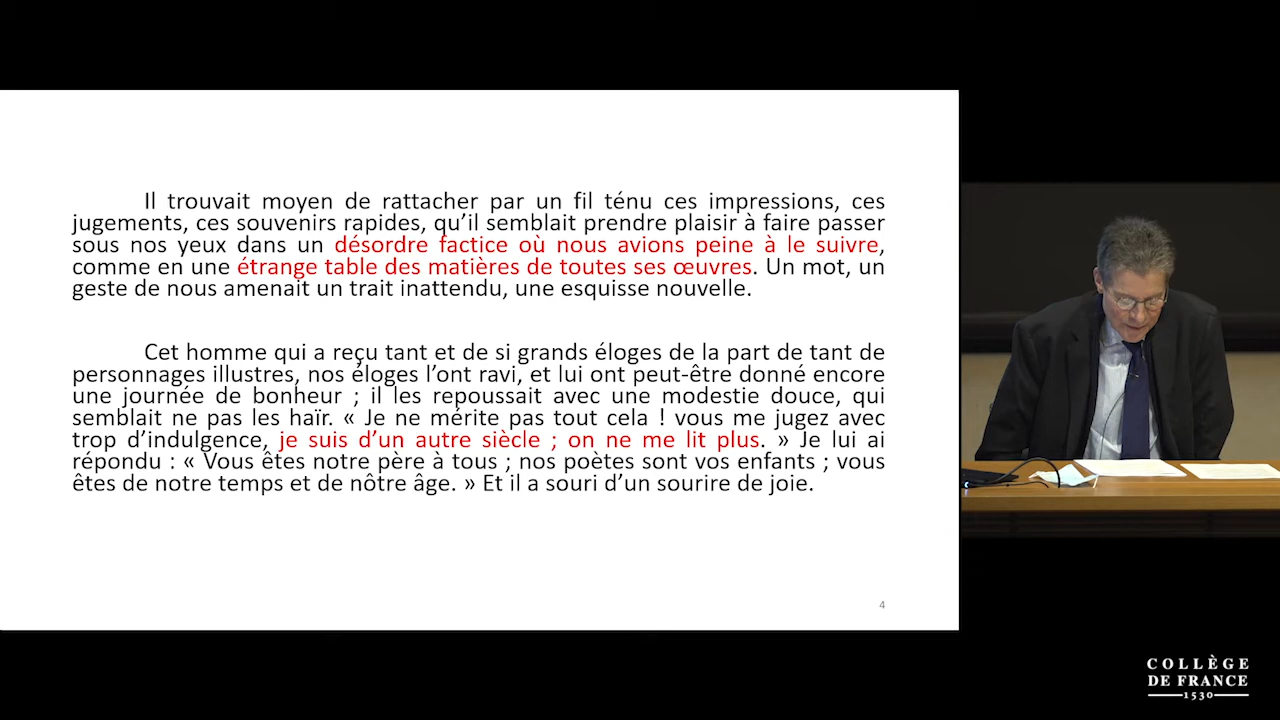 Il trouvait moyen de rattacher par un fil ténu ces impressions, ces
jugements, ces souvenirs rapides, qu’il semblait prendre plaisir à faire passer
sous nos yeux dans un désordre factice où nous avions peine à le suivre,
comme en une étrange table des matières de toutes ses œuvres. Un mot, un
geste de nous amenait un trait inattendu, une esquisse nouvelle.
Cet homme qui a reçu tant et de si grands éloges de la part de tant de
personnages illustres, nos éloges l’ont ravi, et lui ont peut-être donné encore
une journée de bonheur ; il les repoussait avec une modestie douce, qui
semblait ne pas les haïr. « Je ne mérite pas tout cela ! vous me jugez avec
trop d’indulgence, je suis d’un autre siècle ; on ne me lit plus. » Je lui ai
répondu : « Vous êtes notre père à tous ; nos poètes sont vos enfants ; vous
êtes de notre temps et de nôtre âge. » Et il a souri d’un sourire de joie.
4
COLLÈGE
DE FRANCE
1530